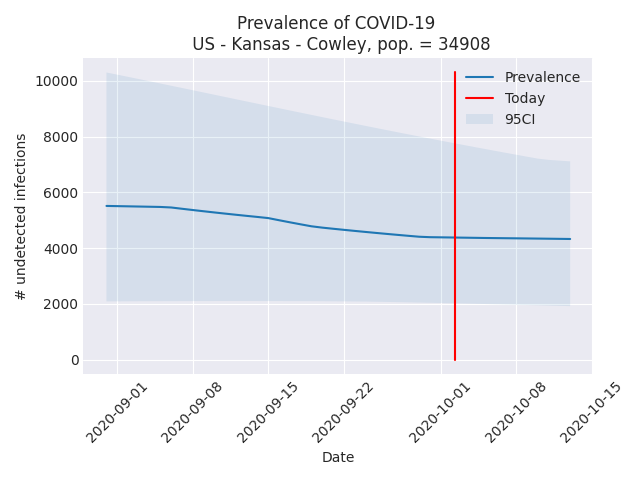 Prevalence of COVID-19
US - Kansas - Cowley, pop. = 34908
Prevalence
Today
95CI
# undetected infections
10000
8000
6000
4000
2000
0
2020-09-01
2020-09-08
2020-09-15
2020-09-22
2020-10-01
2020-10-08
2020-10-15
Date